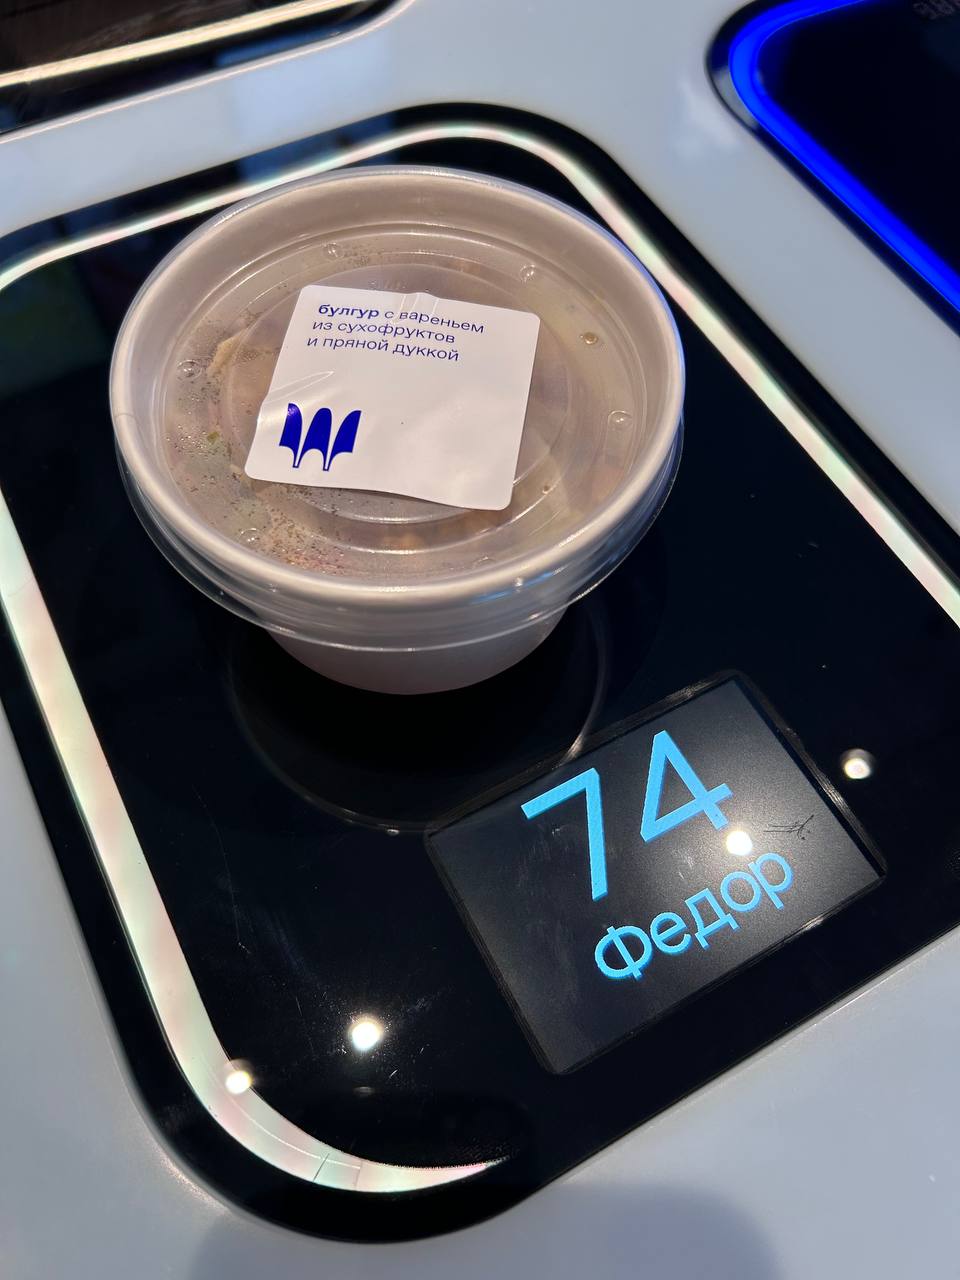 булгур с вареньем
из сухофруктов
и пряной дуккой
74
Федор